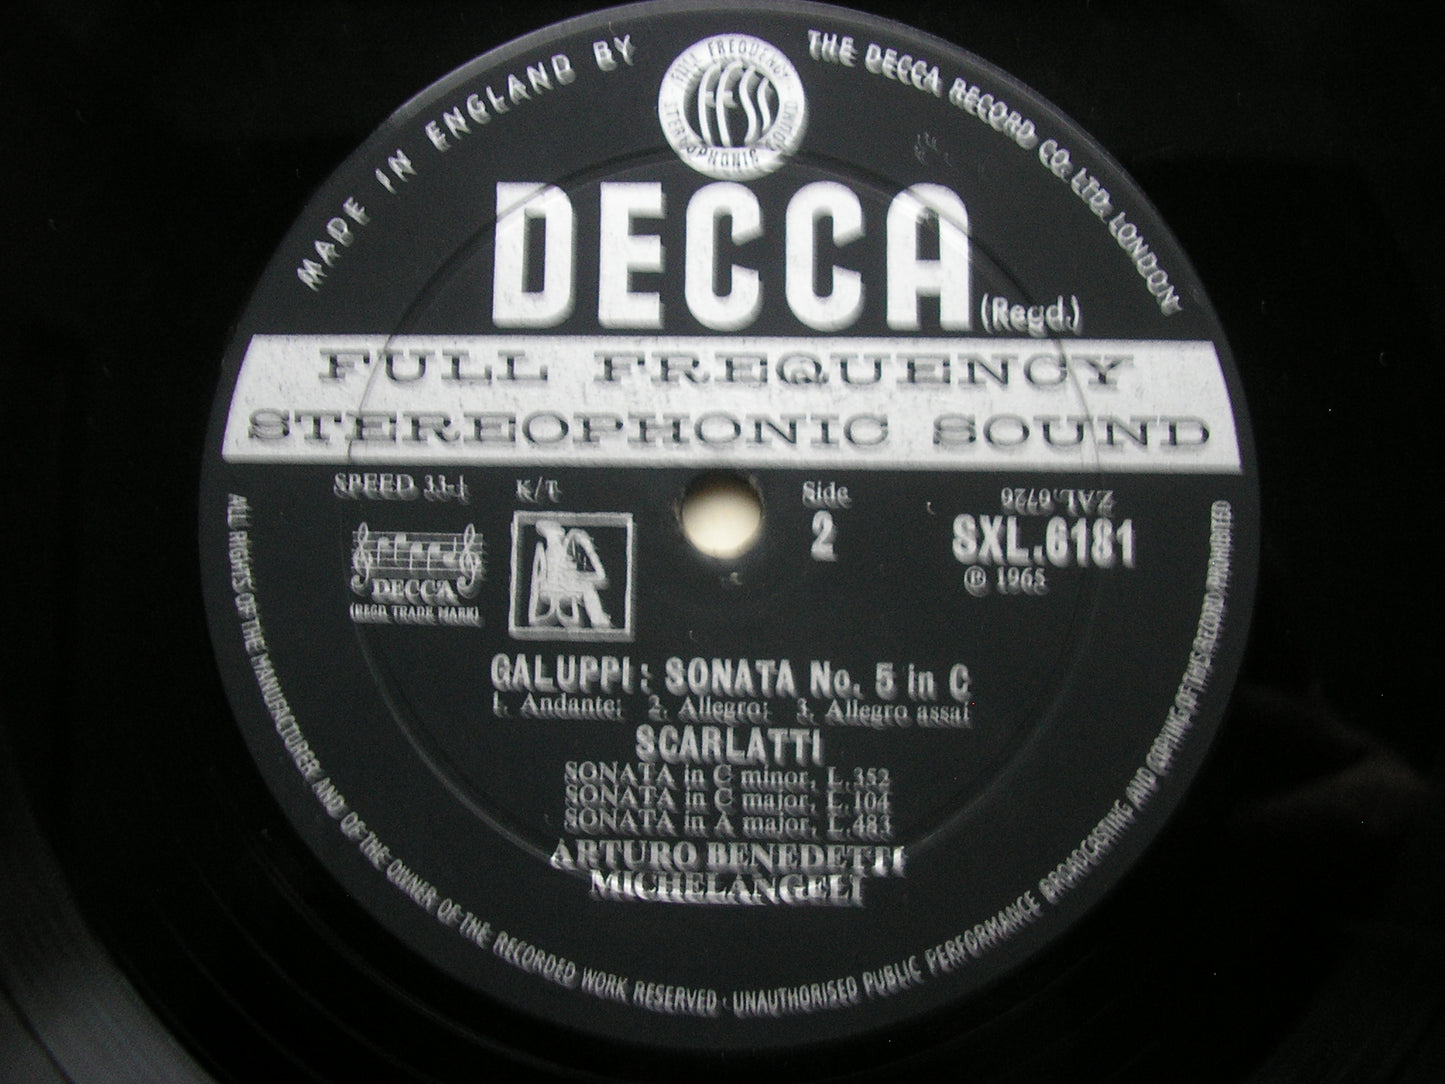 MADE IN ENGLAND BY
THE DECCA RECORD CO. LTD. LONDON
FULL FREQUENCY
FFSS
STEREOPHONIC SOUND
DECCA
(Regd.)
FULL FREQUENCY
STEREOPHONIC SOUND
SPEED 33⅓
K/T
Side
2
ZAL.6726
SXL.6181
Ⓟ 1965
DECCA
(REGD. TRADE MARK)
GALUPPI: SONATA No. 5 in C
1. Andante; 2. Allegro; 3. Allegro assai
SCARLATTI
SONATA in C minor, L.352
SONATA in C major, L.104
SONATA in A major, L.483
ARTURO BENEDETTI
MICHELANGELI
ALL RIGHTS OF THE MANUFACTURER AND OF THE OWNER OF THE RECORDED WORK RESERVED · UNAUTHORISED PUBLIC PERFORMANCE BROADCASTING AND COPYING OF THIS RECORD PROHIBITED